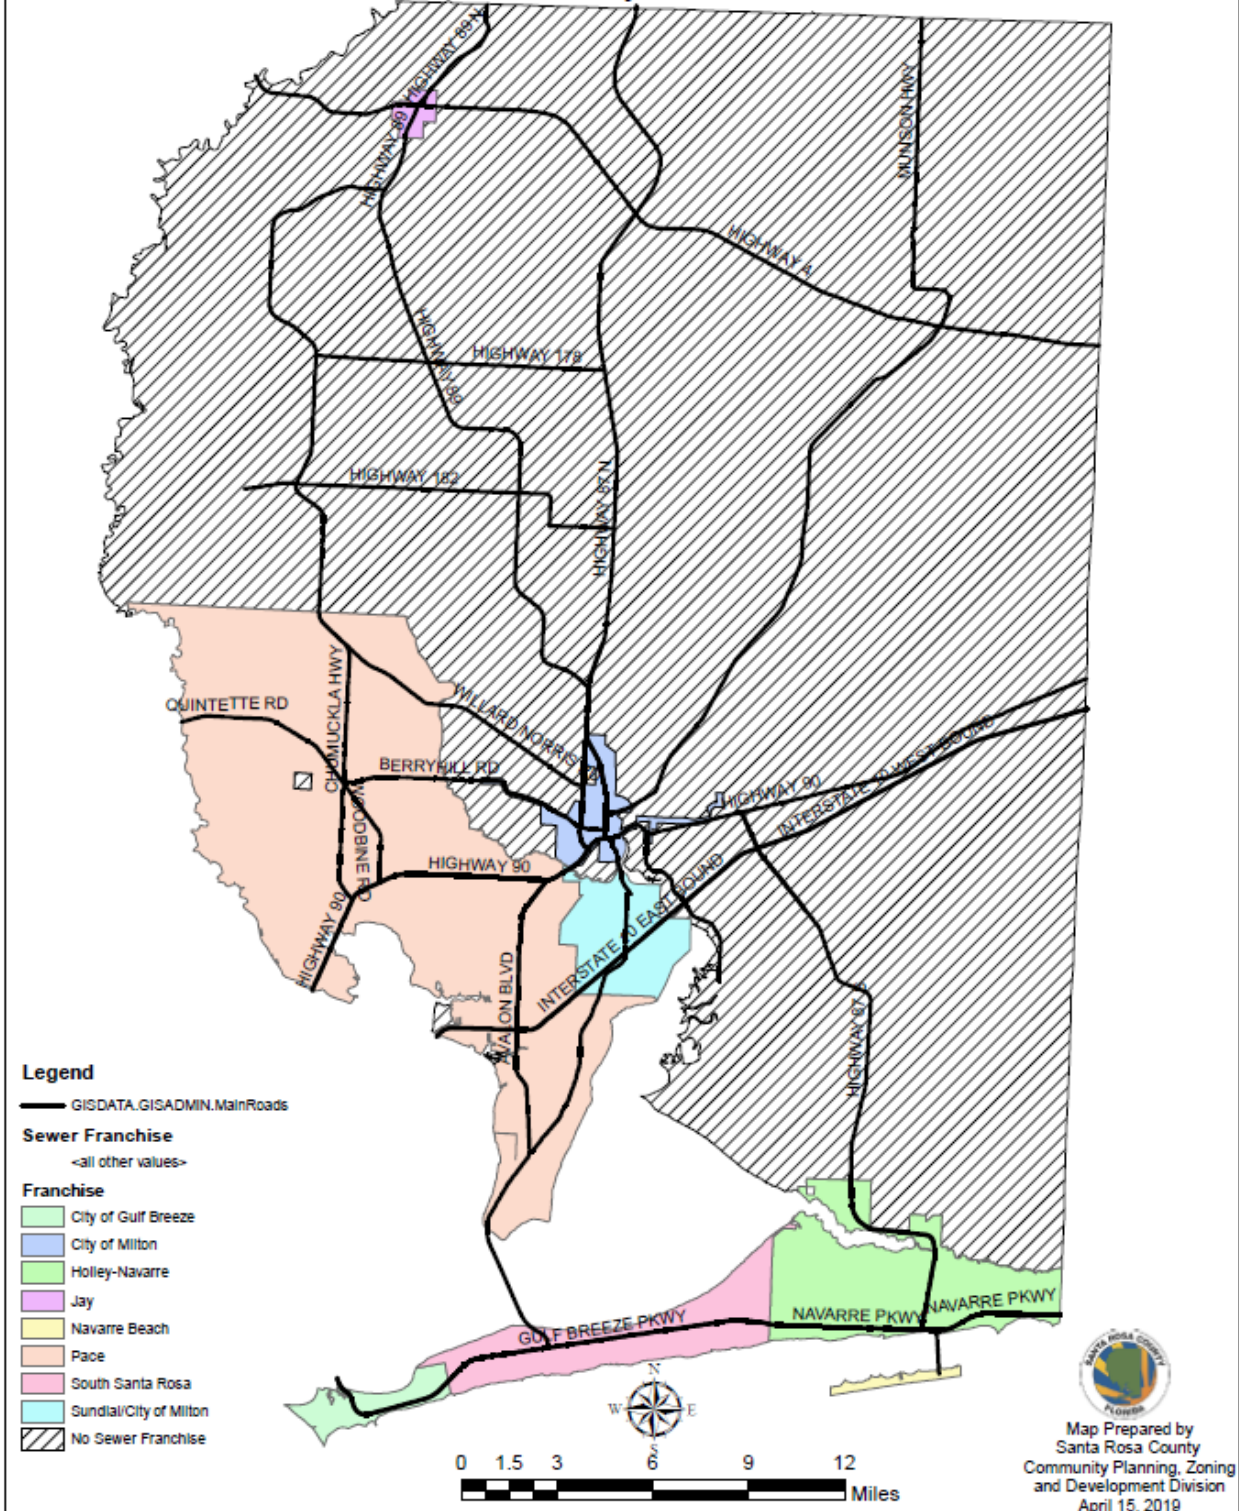 HIGHWAY 89 N
MUNSON HWY
HIGHWAY 89
HIGHWAY 4
HIGHWAY 89
HIGHWAY 178
HIGHWAY 182
HIGHWAY 87 N
WILLARD NORRIS RD
QUINTETTE RD
CHUMUCKLA HWY
BERRYHILL RD
WOODBINE RD
HIGHWAY 90
INTERSTATE 10 WEST BOUND
HIGHWAY 90
HIGHWAY 90
INTERSTATE 10 EAST BOUND
AVALON BLVD
HIGHWAY 87 S
Legend
GISDATA.GISADMIN.MainRoads
Sewer Franchise
<all other values>
Franchise
City of Gulf Breeze
City of Milton
Holley-Navarre
Jay
Navarre Beach
Pace
South Santa Rosa
Sundial/City of Milton
No Sewer Franchise
GULF BREEZE PKWY
NAVARRE PKWY
NAVARRE PKWY
N
W E
S
0 1.5 3 6 9 12
Miles
SANTA ROSA COUNTY
FLORIDA
Map Prepared by
Santa Rosa County
Community Planning, Zoning
and Development Division
April 15, 2019